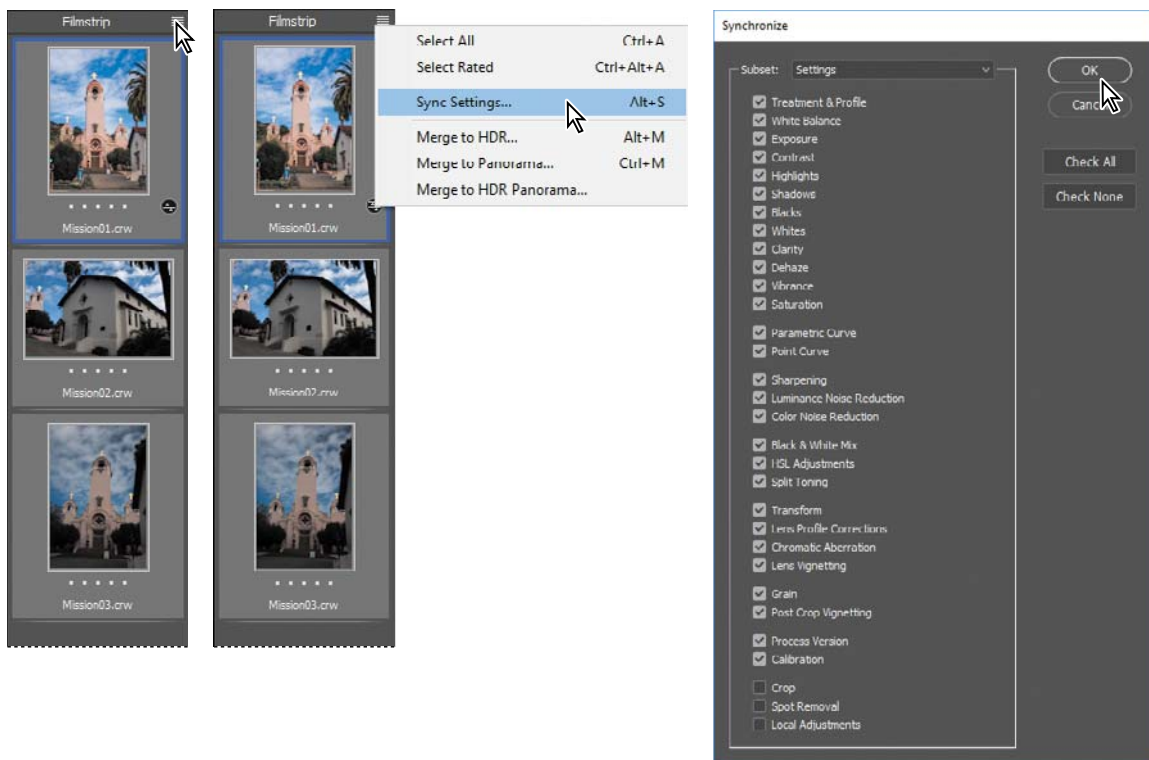 Filmstrip
Mission01.crw
Mission02.crw
Mission03.crw
Filmstrip
Mission01.crw
Mission02.crw
Mission03.crw
Select All Ctrl+A
Select Rated Ctrl+Alt+A
Sync Settings... Alt+S
Merge to HDR... Alt+M
Merge to Panorama... Ctrl+M
Merge to HDR Panorama...
Synchronize
Subset: Settings
Treatment & Profile
White Balance
Exposure
Contrast
Highlights
Shadows
Blacks
Whites
Clarity
Dehaze
Vibrance
Saturation
Parametric Curve
Point Curve
Sharpening
Luminance Noise Reduction
Color Noise Reduction
Black & White Mix
HSL Adjustments
Split Toning
Transform
Lens Profile Corrections
Chromatic Aberration
Lens Vignetting
Grain
Post Crop Vignetting
Process Version
Calibration
Crop
Spot Removal
Local Adjustments
OK
Cancel
Check All
Check None